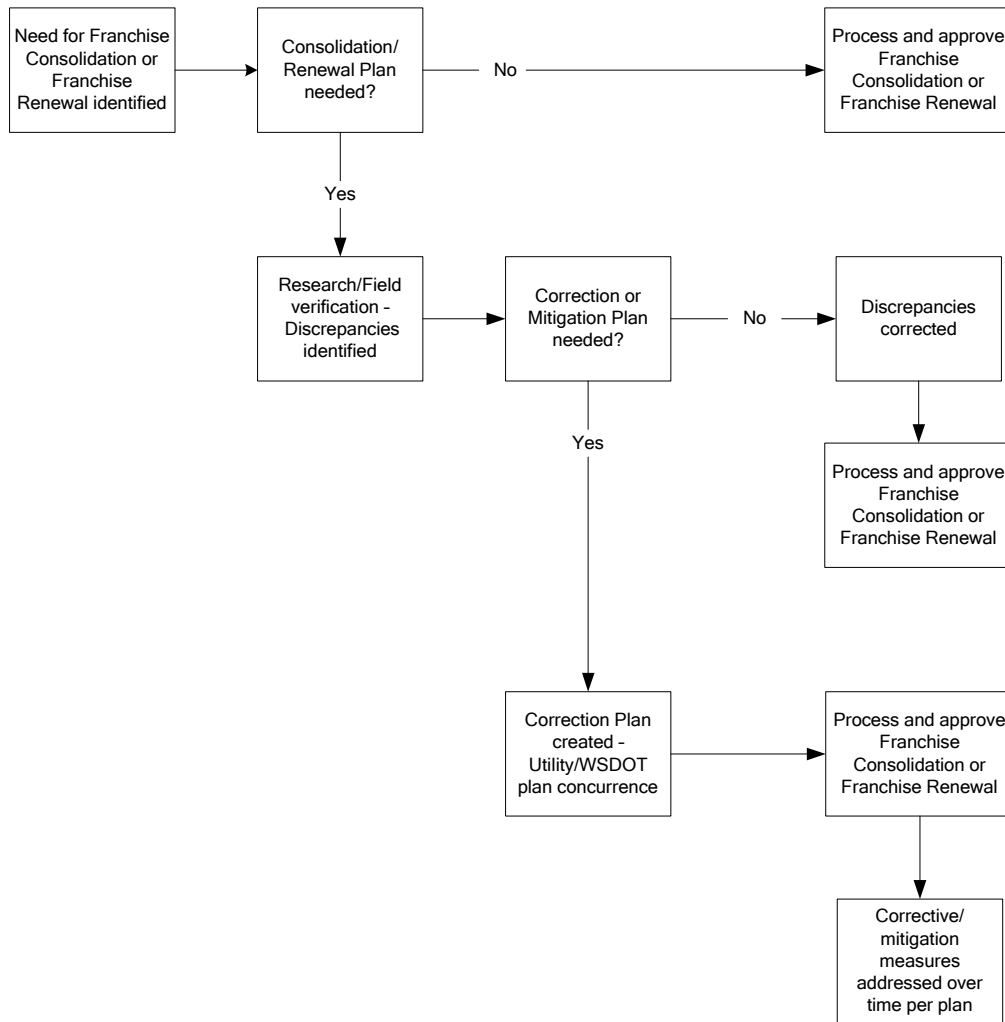 Need for Franchise
Consolidation or
Franchise
Renewal identified
Consolidation/
Renewal Plan
needed?
No
Process and approve
Franchise
Consolidation or
Franchise Renewal
Yes
Research/Field
verification -
Discrepancies
identified
Correction or
Mitigation Plan
needed?
No
Discrepancies
corrected
Yes
Process and approve
Franchise
Consolidation or
Franchise Renewal
Correction Plan
created -
Utility/WSDOT
plan concurrence
Process and approve
Franchise
Consolidation or
Franchise Renewal
Corrective/
mitigation
measures
addressed over
time per plan